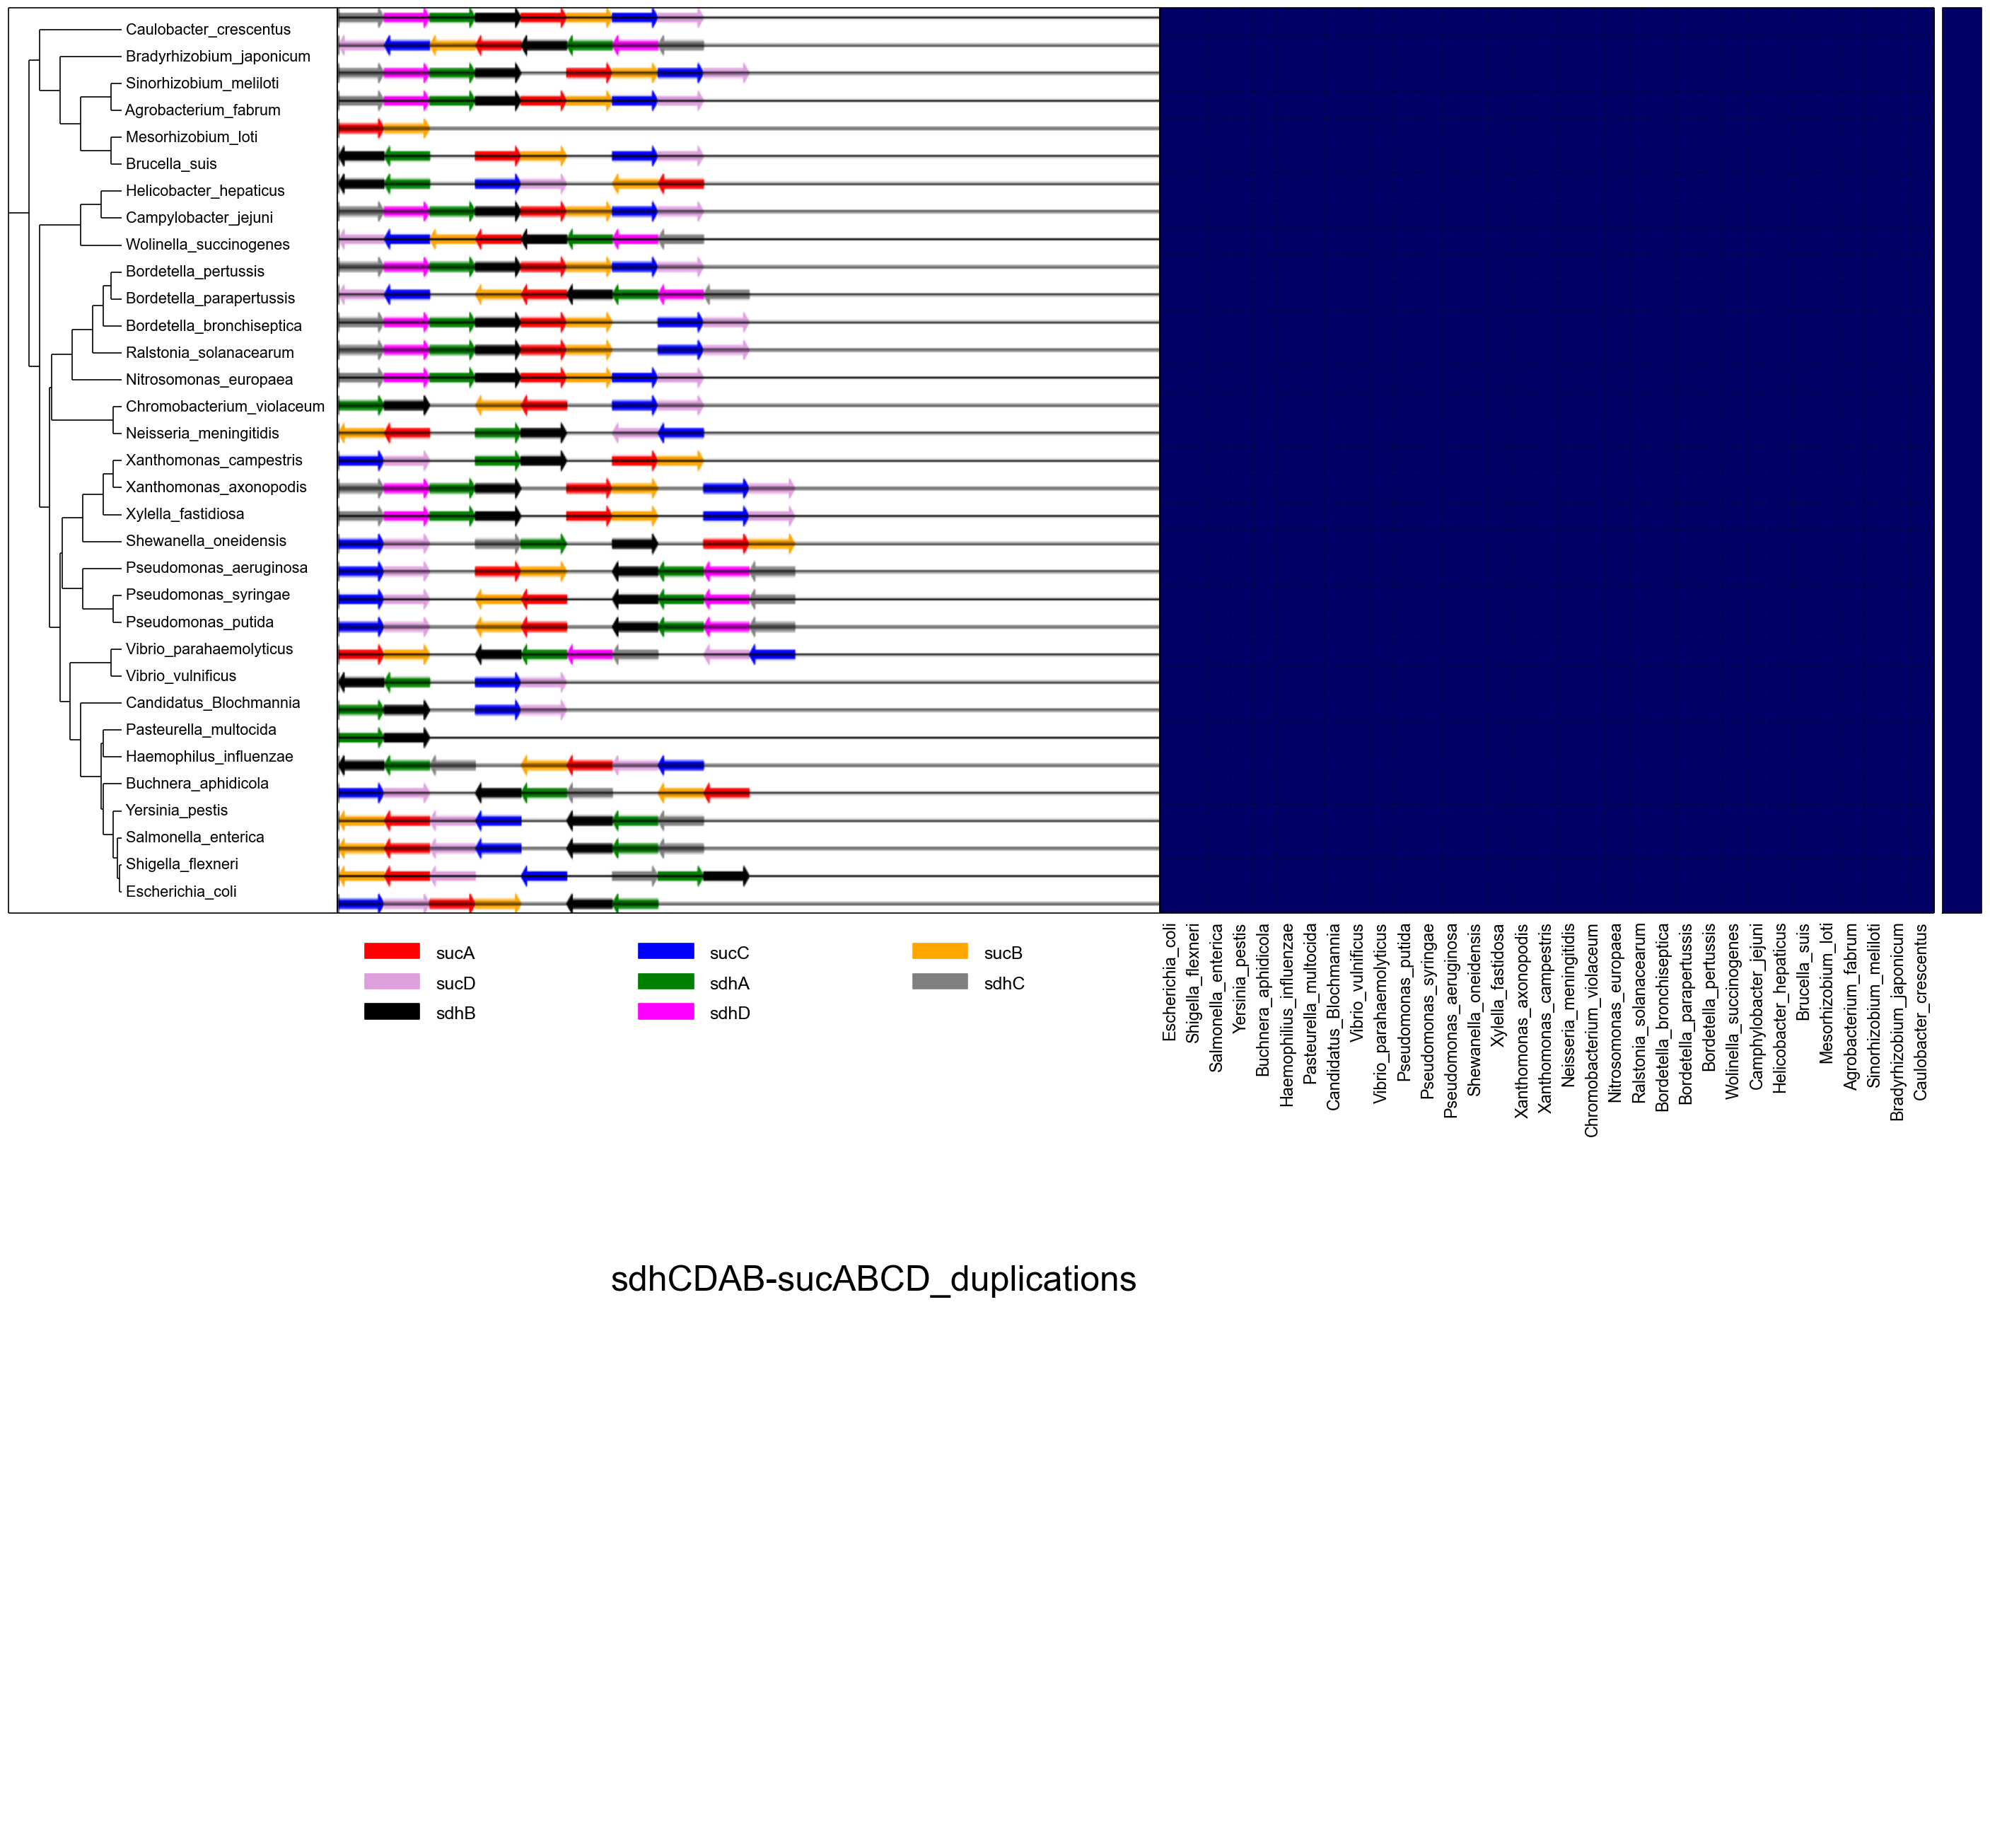 Caulobacter_crescentus
Bradyrhizobium_japonicum
Sinorhizobium_meliloti
Agrobacterium_fabrum
Mesorhizobium_loti
Brucella_suis
Helicobacter_hepaticus
Campylobacter_jejuni
Wolinella_succinogenes
Bordetella_pertussis
Bordetella_parapertussis
Bordetella_bronchiseptica
Ralstonia_solanacearum
Nitrosomonas_europaea
Chromobacterium_violaceum
Neisseria_meningitidis
Xanthomonas_campestris
Xanthomonas_axonopodis
Xylella_fastidiosa
Shewanella_oneidensis
Pseudomonas_aeruginosa
Pseudomonas_syringae
Pseudomonas_putida
Vibrio_parahaemolyticus
Vibrio_vulnificus
Candidatus_Blochmannia
Pasteurella_multocida
Haemophilus_influenzae
Buchnera_aphidicola
Yersinia_pestis
Salmonella_enterica
Shigella_flexneri
Escherichia_coli
sucA sucC sucB
sucD sdhA sdhC
sdhB sdhD
Escherichia_coli
Shigella_flexneri
Salmonella_enterica
Yersinia_pestis
Buchnera_aphidicola
Haemophilus_influenzae
Pasteurella_multocida
Candidatus_Blochmannia
Vibrio_vulnificus
Vibrio_parahaemolyticus
Pseudomonas_putida
Pseudomonas_syringae
Pseudomonas_aeruginosa
Shewanella_oneidensis
Xylella_fastidiosa
Xanthomonas_axonopodis
Xanthomonas_campestris
Neisseria_meningitidis
Chromobacterium_violaceum
Nitrosomonas_europaea
Ralstonia_solanacearum
Bordetella_bronchiseptica
Bordetella_parapertussis
Bordetella_pertussis
Wolinella_succinogenes
Camphylobacter_jejuni
Helicobacter_hepaticus
Brucella_suis
Mesorhizobium_loti
Agrobacterium_fabrum
Sinorhizobium_meliloti
Bradyrhizobium_japonicum
Caulobacter_crescentus
sdhCDAB-sucABCD_duplications